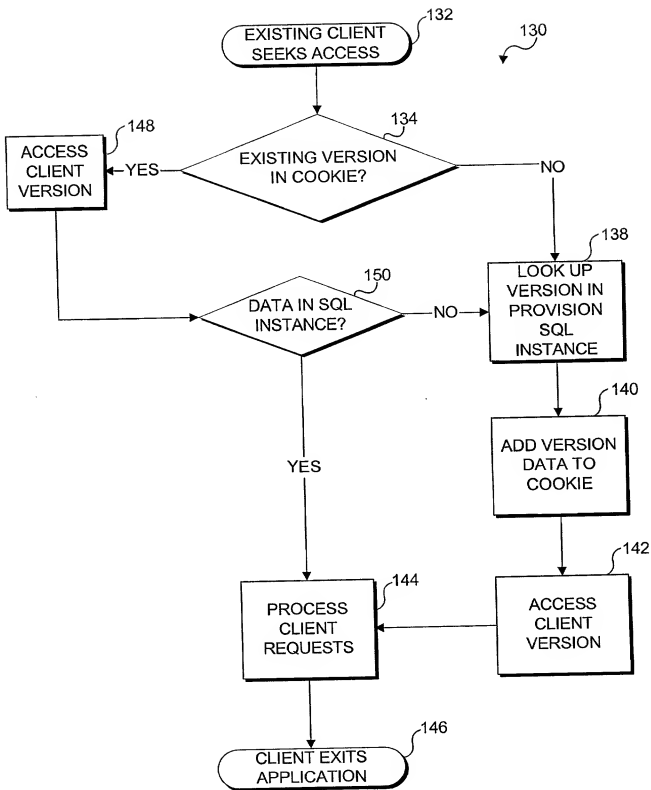 EXISTING CLIENT
SEEKS ACCESS
132
130
134
EXISTING VERSION
IN COOKIE?
148
ACCESS
CLIENT
VERSION
YES
NO
138
LOOK UP
VERSION IN
PROVISION
SQL
INSTANCE
150
DATA IN SQL
INSTANCE?
NO
140
ADD VERSION
DATA TO
COOKIE
YES
142
ACCESS
CLIENT
VERSION
144
PROCESS
CLIENT
REQUESTS
146
CLIENT EXITS
APPLICATION